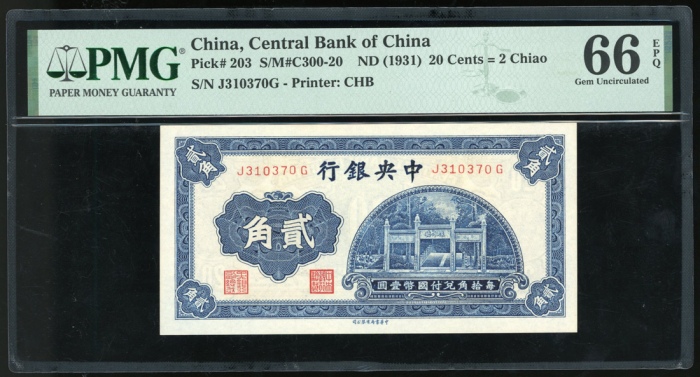 PMG
PAPER MONEY GUARANTY
China, Central Bank of China
Pick# 203 S/M#C300-20 ND (1931) 20 Cents = 2 Chiao
S/N J310370G - Printer: CHB
66 EPQ
Gem Uncirculated
貳角
貳角
行銀央中
J310370G
J310370G
角貳
圓壹幣國付兌角拾每
貳角
貳角